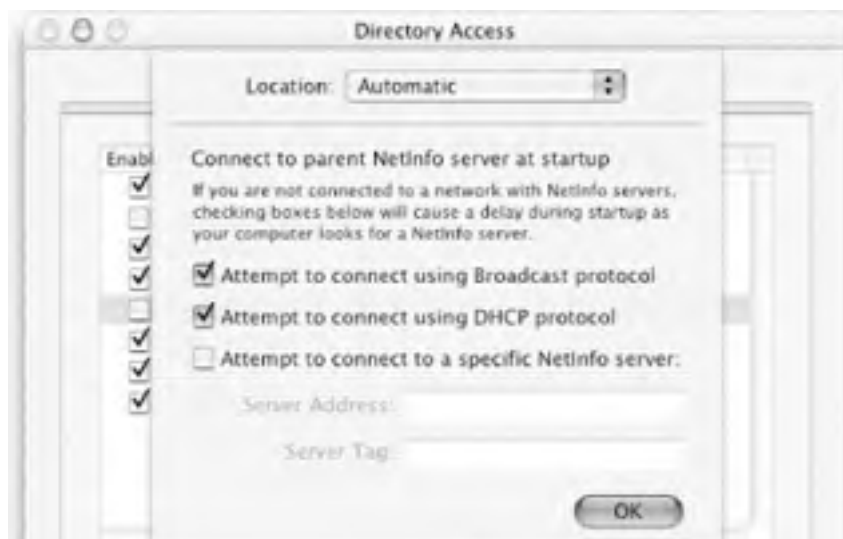 Directory Access
Location: Automatic
Enabl
Connect to parent NetInfo server at startup
If you are not connected to a network with NetInfo servers,
checking boxes below will cause a delay during startup as
your computer looks for a NetInfo server.
Attempt to connect using Broadcast protocol
Attempt to connect using DHCP protocol
Attempt to connect to a specific NetInfo server:
Server Address:
Server Tag:
OK